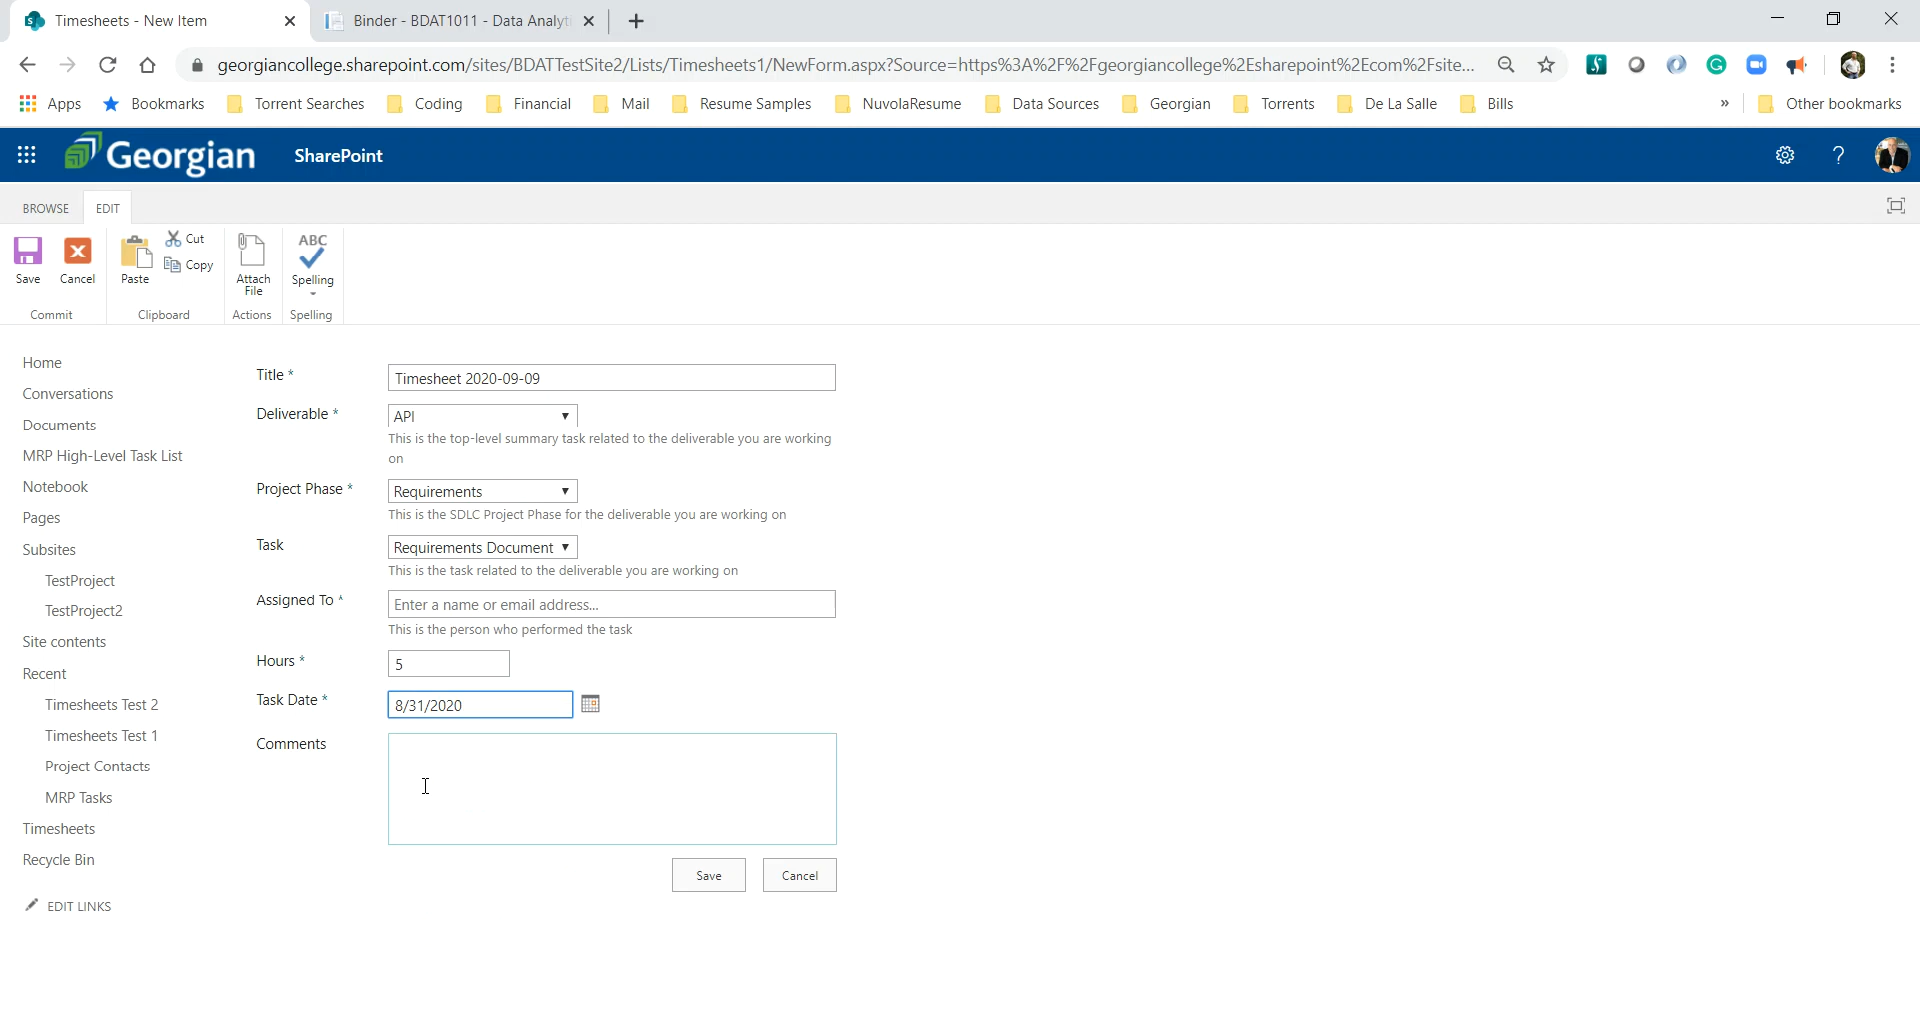 Timesheets - New Item
Binder - BDAT1011 - Data Analyt
georgiancollege.sharepoint.com/sites/BDATTestSite2/Lists/Timesheets1/NewForm.aspx?Source=https%3A%2F%2Fgeorgiancollege%2Esharepoint%2Ecom%2Fsite...
Apps Bookmarks Torrent Searches Coding Financial Mail Resume Samples NuvolaResume Data Sources Georgian Torrents De La Salle Bills » Other bookmarks
Georgian SharePoint ?
BROWSE EDIT
Save Cancel Paste Cut Copy Attach File ABC Spelling
Commit Clipboard Actions Spelling
Home
Conversations
Documents
MRP High-Level Task List
Notebook
Pages
Subsites
TestProject
TestProject2
Site contents
Recent
Timesheets Test 2
Timesheets Test 1
Project Contacts
MRP Tasks
Timesheets
Recycle Bin
EDIT LINKS
Title * Timesheet 2020-09-09
Deliverable * API
This is the top-level summary task related to the deliverable you are working
on
Project Phase * Requirements
This is the SDLC Project Phase for the deliverable you are working on
Task Requirements Document
This is the task related to the deliverable you are working on
Assigned To * Enter a name or email address...
This is the person who performed the task
Hours * 5
Task Date * 8/31/2020
Comments
Save Cancel